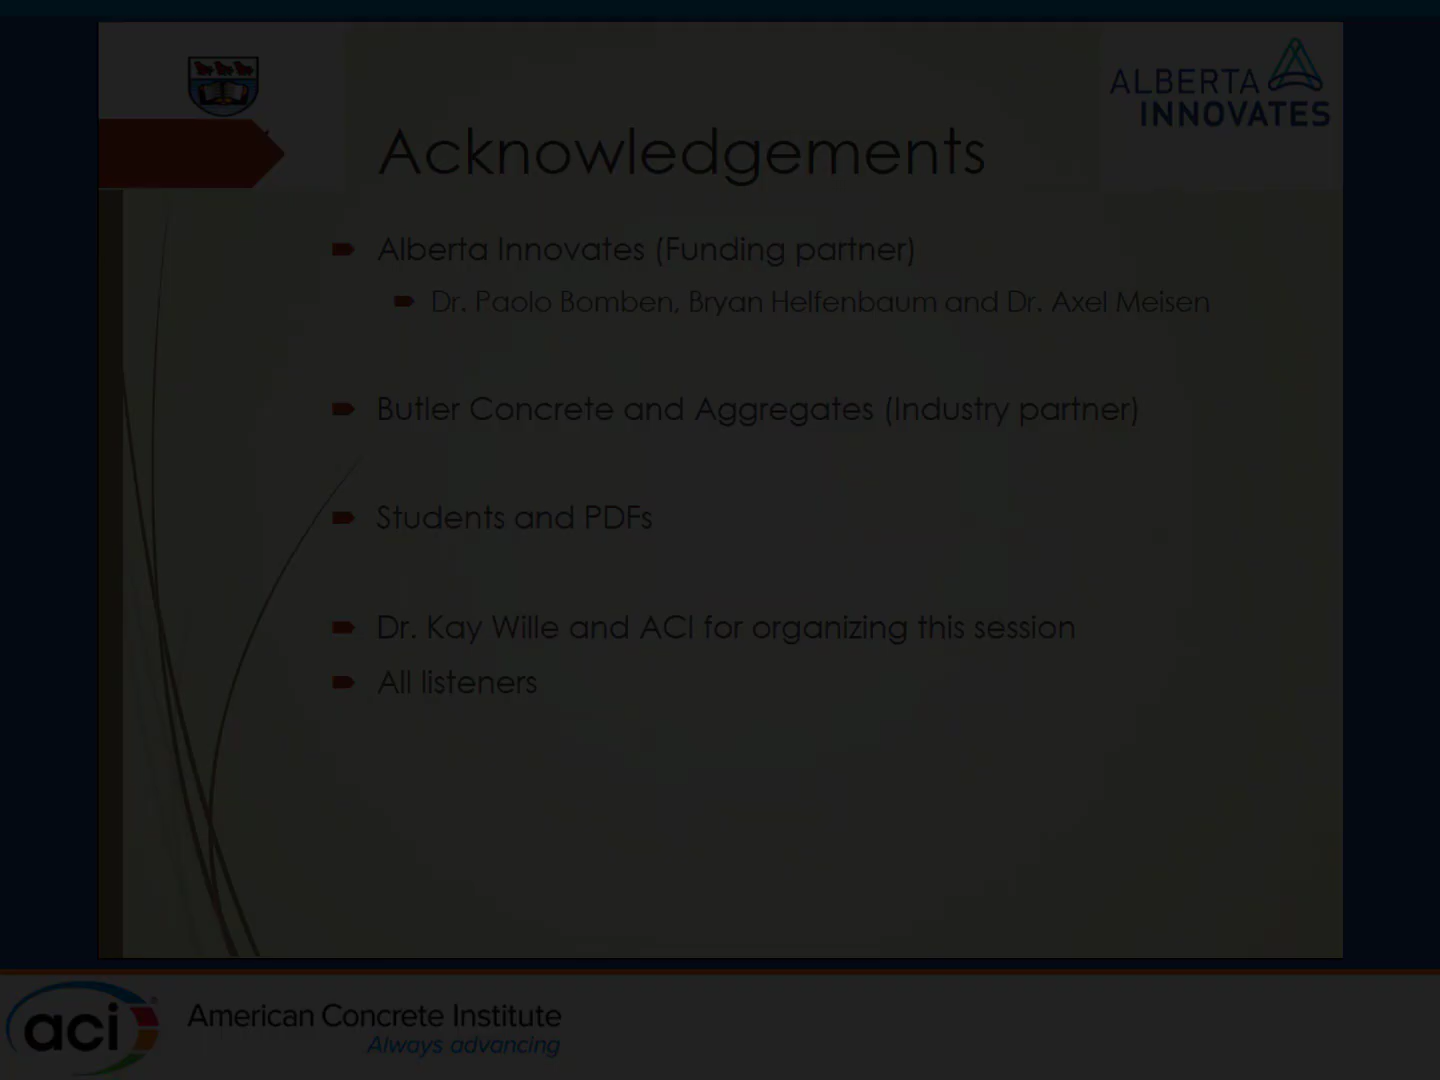 ALBERTA
INNOVATES
Acknowledgements
Alberta Innovates (Funding partner)
Dr. Paolo Bomben, Bryan Helfenbaum and Dr. Axel Meisen
Butler Concrete and Aggregates (Industry partner)
Students and PDFs
Dr. Kay Wille and ACI for organizing this session
All listeners
aci
American Concrete Institute
Always advancing